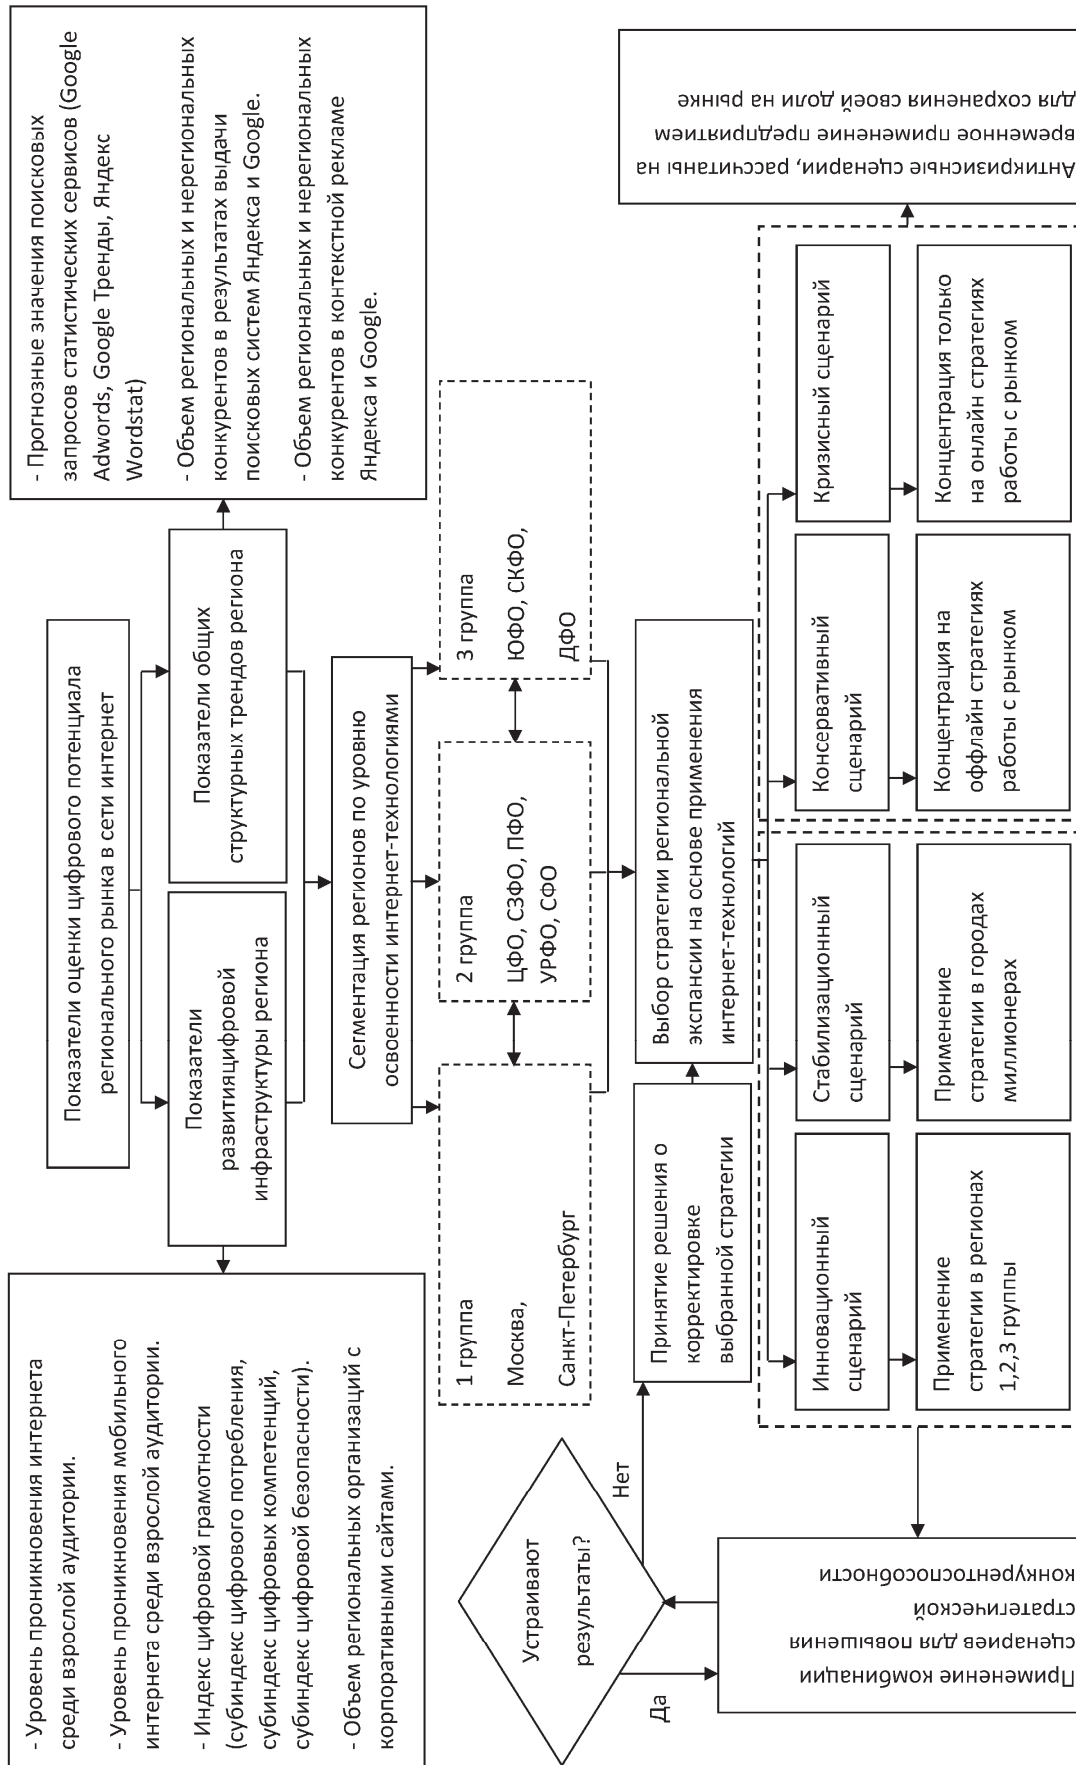 Показатели оценки цифрового потенциала
регионального рынка в сети интернет
- Уровень проникновения интернета
среди взрослой аудитории.
- Уровень проникновения мобильного
интернета среди взрослой аудитории.
- Индекс цифровой грамотности
(субиндекс цифрового потребления,
субиндекс цифровых компетенций,
субиндекс цифровой безопасности).
- Объем региональных организаций с
корпоративными сайтами.
Показатели
развитияцифровой
инфраструктуры региона
Показатели общих
структурных трендов региона
- Прогнозные значения поисковых
запросов статистических сервисов (Google
Adwords, Google Тренды, Яндекс
Wordstat)
- Объем региональных и нерегиональных
конкурентов в результатах выдачи
поисковых систем Яндекса и Google.
- Объем региональных и нерегиональных
конкурентов в контекстной рекламе
Яндекса и Google.
Сегментация регионов по уровню
освоенности интернет-технологиями
1 группа
Москва,
Санкт-Петербург
2 группа
ЦФО, СЗФО, ПФО,
УРФО, СФО
3 группа
ЮФО, СКФО,
ДФО
Устраивают
результаты?
Да
Нет
Принятие решения о
корректировке
выбранной стратегии
Выбор стратегии региональной
экспансии на основе применения
интернет-технологий
Инновационный
сценарий
Стабилизационный
сценарий
Консервативный
сценарий
Кризисный сценарий
Применение
стратегии в регионах
1,2,3 группы
Применение
стратегии в городах
миллионерах
Концентрация на
оффлайн стратегиях
работы с рынком
Концентрация только
на онлайн стратегиях
работы с рынком
Применение комбинации
сценариев для повышения
стратегической
конкурентоспособности
Антикризисные сценарии, рассчитаны на
временное применение предприятием
для сохранения своей доли на рынке